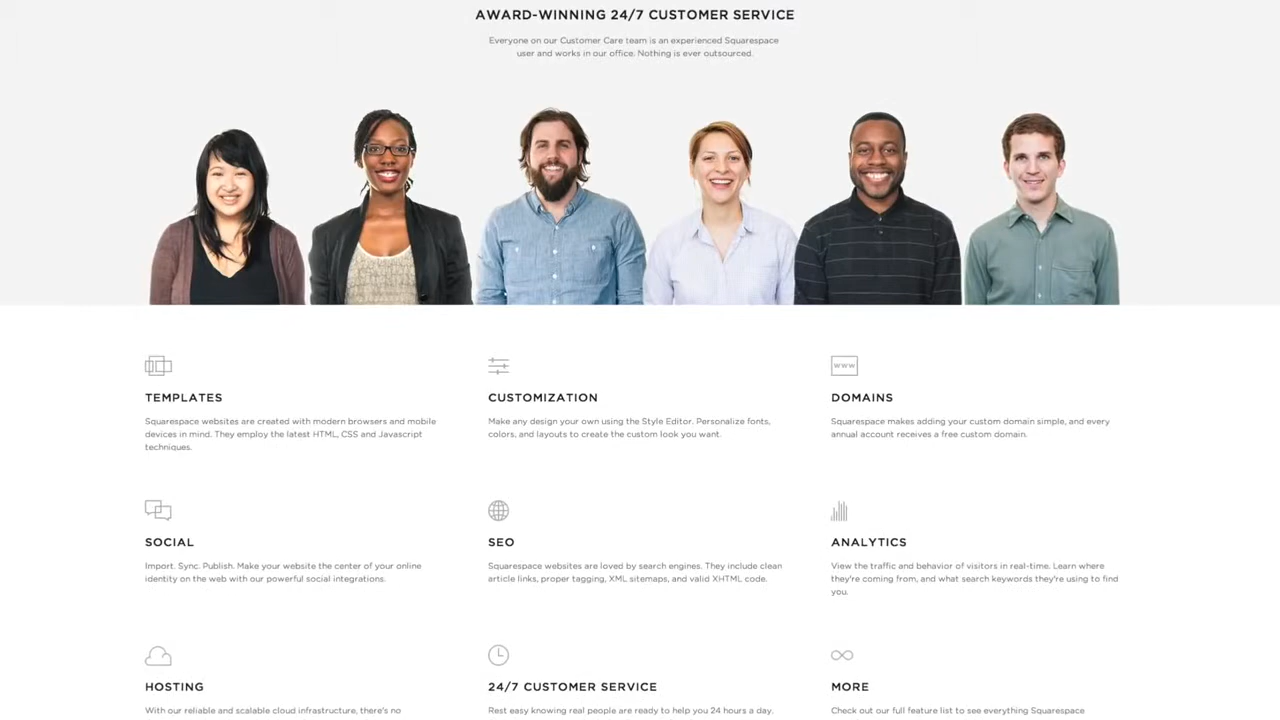 AWARD-WINNING 24/7 CUSTOMER SERVICE
Everyone on our Customer Care team is an experienced Squarespace
user and works in our office. Nothing is ever outsourced.
TEMPLATES
Squarespace websites are created with modern browsers and mobile
devices in mind. They employ the latest HTML, CSS and Javascript
techniques.
CUSTOMIZATION
Make any design your own using the Style Editor. Personalize fonts,
colors, and layouts to create the custom look you want.
www
DOMAINS
Squarespace makes adding your custom domain simple, and every
annual account receives a free custom domain.
SOCIAL
Import. Sync. Publish. Make your website the center of your online
identity on the web with our powerful social integrations.
SEO
Squarespace websites are loved by search engines. They include clean
article links, proper tagging, XML sitemaps, and valid XHTML code.
ANALYTICS
View the traffic and behavior of visitors in real-time. Learn where
they're coming from, and what search keywords they're using to find
you.
HOSTING
With our reliable and scalable cloud infrastructure, there's no
24/7 CUSTOMER SERVICE
Rest easy knowing real people are ready to help you 24 hours a day.
MORE
Check out our full feature list to see everything Squarespace